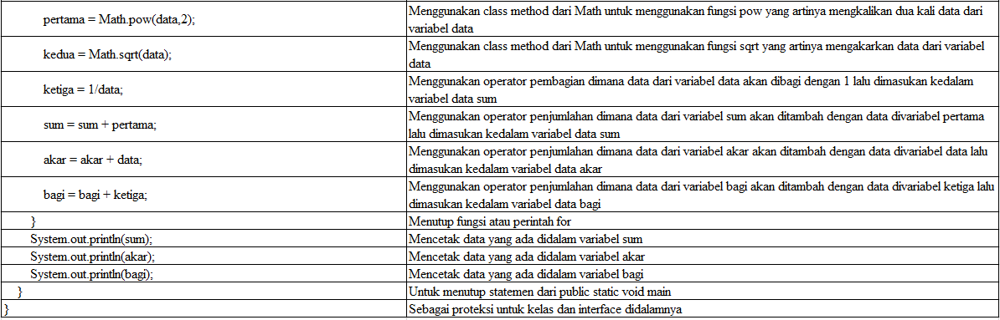 pertama = Math.pow(data,2);
Menggunakan class method dari Math untuk menggunakan fungsi pow yang artinya mengkalikan dua kali data dari
variabel data
kedua = Math.sqrt(data);
Menggunakan class method dari Math untuk menggunakan fungsi sqrt yang artinya mengakarkan data dari variabel
data
ketiga = 1/data;
Menggunakan operator pembagian dimana data dari variabel data akan dibagi dengan 1 lalu dimasukan kedalam
variabel data sum
sum = sum + pertama;
Menggunakan operator penjumlahan dimana data dari variabel sum akan ditambah dengan data divariabel pertama
lalu dimasukan kedalam variabel data sum
akar = akar + data;
Menggunakan operator penjumlahan dimana data dari variabel akar akan ditambah dengan data divariabel data lalu
dimasukan kedalam variabel data akar
bagi = bagi + ketiga;
Menggunakan operator penjumlahan dimana data dari variabel bagi akan ditambah dengan data divariabel ketiga lalu
dimasukan kedalam variabel data bagi
}
Menutup fungsi atau perintah for
System.out.println(sum);
Mencetak data yang ada didalam variabel sum
System.out.println(akar);
Mencetak data yang ada didalam variabel akar
System.out.println(bagi);
Mencetak data yang ada didalam variabel bagi
}
Untuk menutup statemen dari public static void main
}
Sebagai proteksi untuk kelas dan interface didalamnya